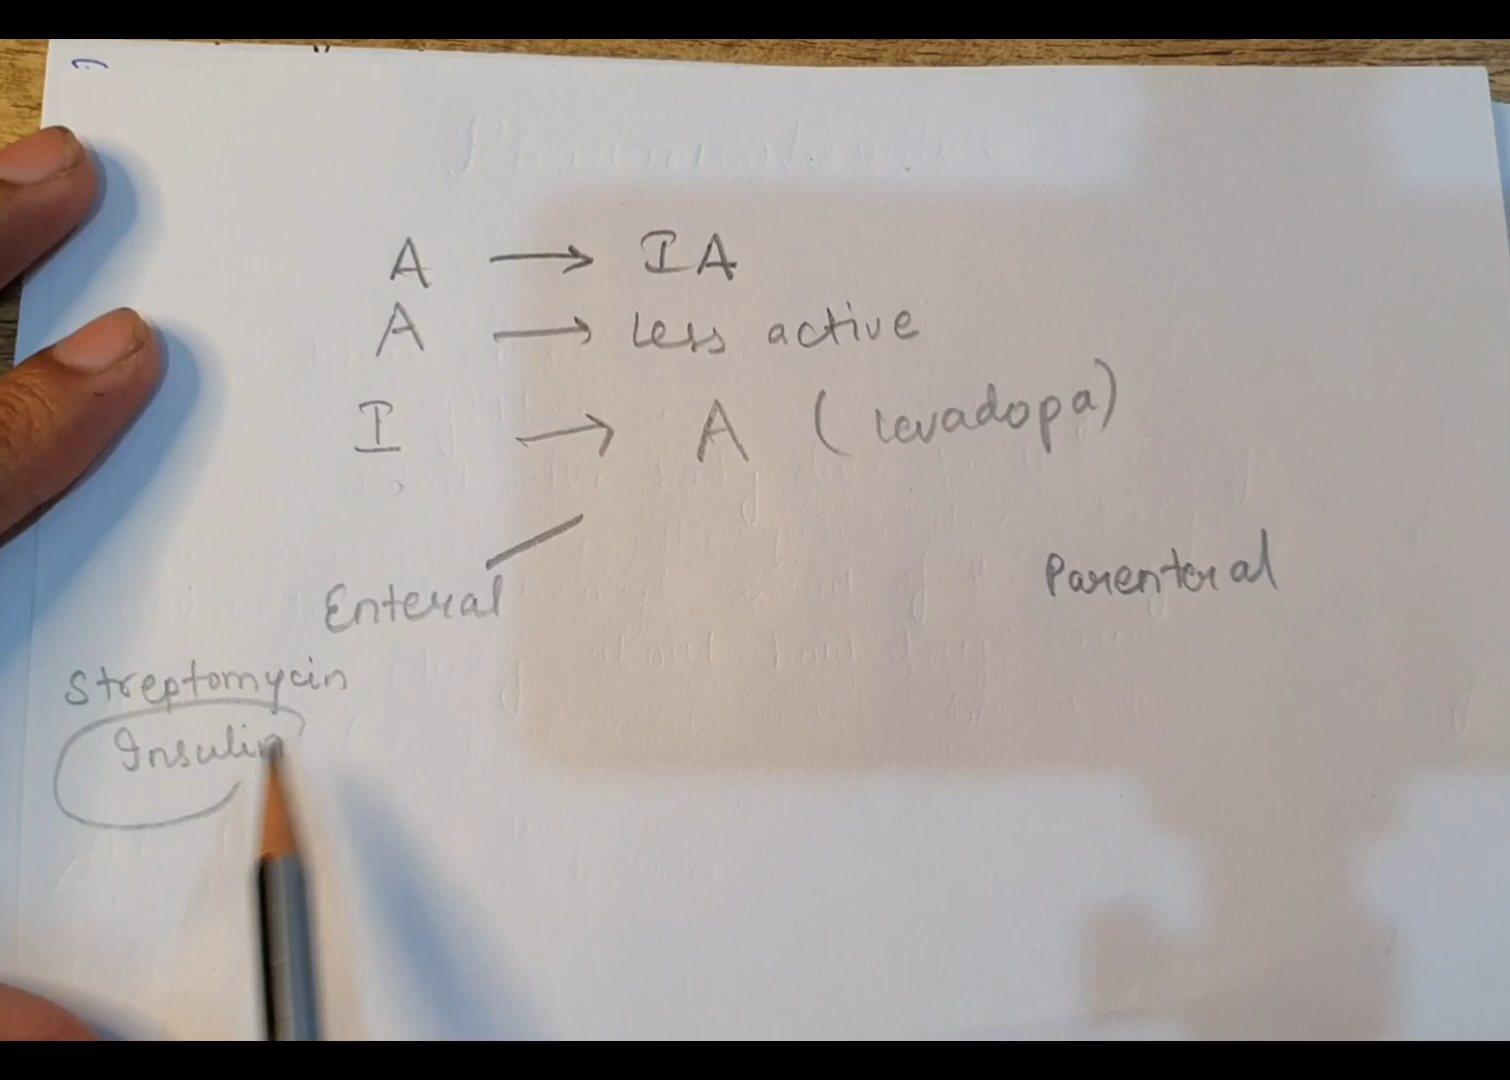 A → IA
A → Less active
I → A (levadopa)
Enteral
Parenteral
Streptomycin
Insulin